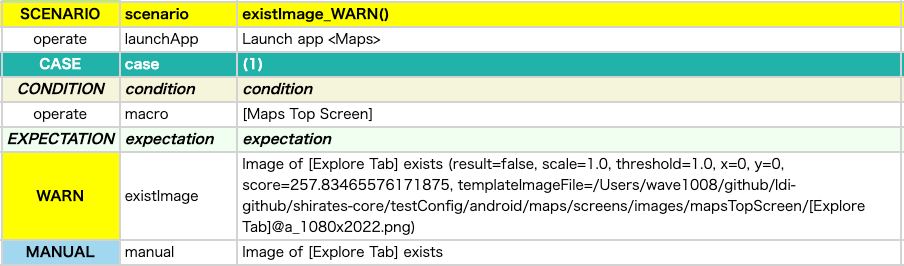 SCENARIO scenario existImage_WARN()
operate launchApp Launch app <Maps>
CASE case (1)
CONDITION condition condition
operate macro [Maps Top Screen]
EXPECTATION expectation expectation
WARN existImage Image of [Explore Tab] exists (result=false, scale=1.0, threshold=1.0, x=0, y=0,
score=257.83465576171875, templateImageFile=/Users/wave1008/github/ldi-
github/shirates-core/testConfig/android/maps/screens/images/mapsTopScreen/[Explore
Tab]@a_1080x2022.png)
MANUAL manual Image of [Explore Tab] exists